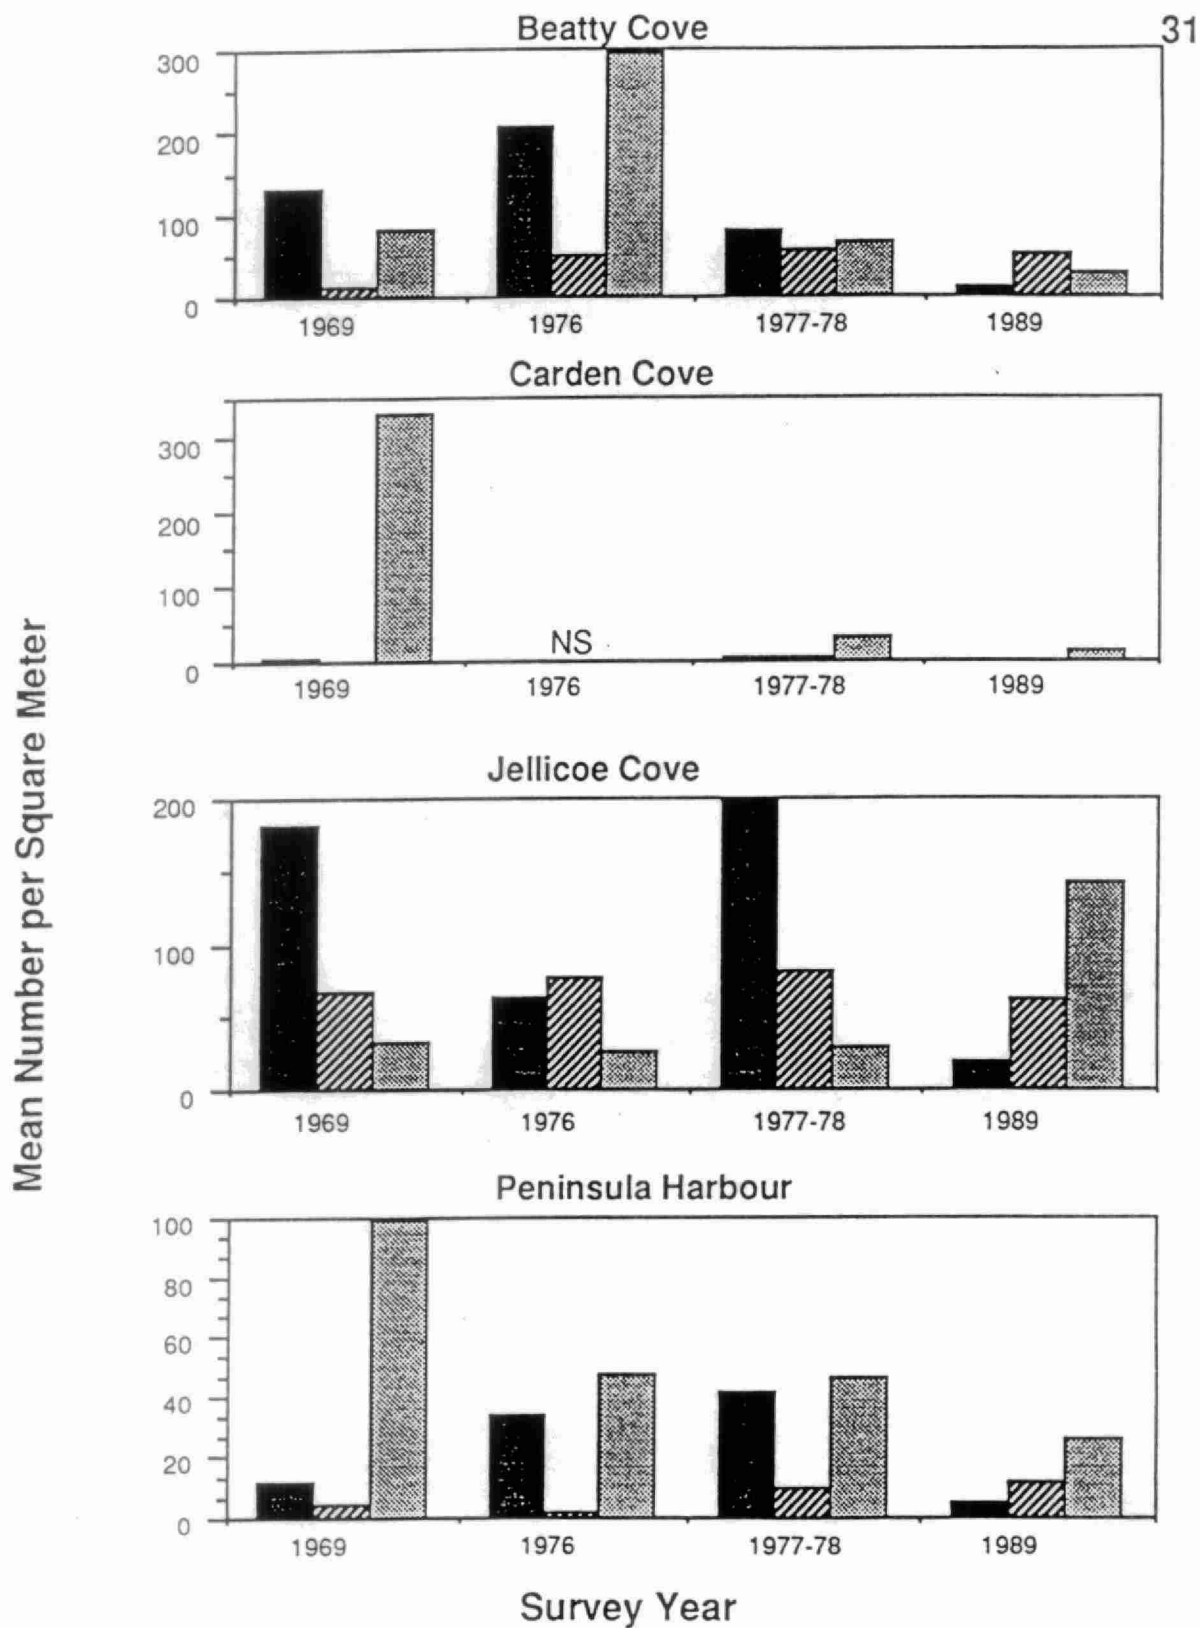 31
Beatty Cove
300
200
100
0
1969 1976 1977-78 1989
Carden Cove
300
200
100
0
NS
1969 1976 1977-78 1989
Jellicoe Cove
200
100
0
1969 1976 1977-78 1989
Peninsula Harbour
100
80
60
40
20
0
1969 1976 1977-78 1989
Mean Number per Square Meter
Survey Year